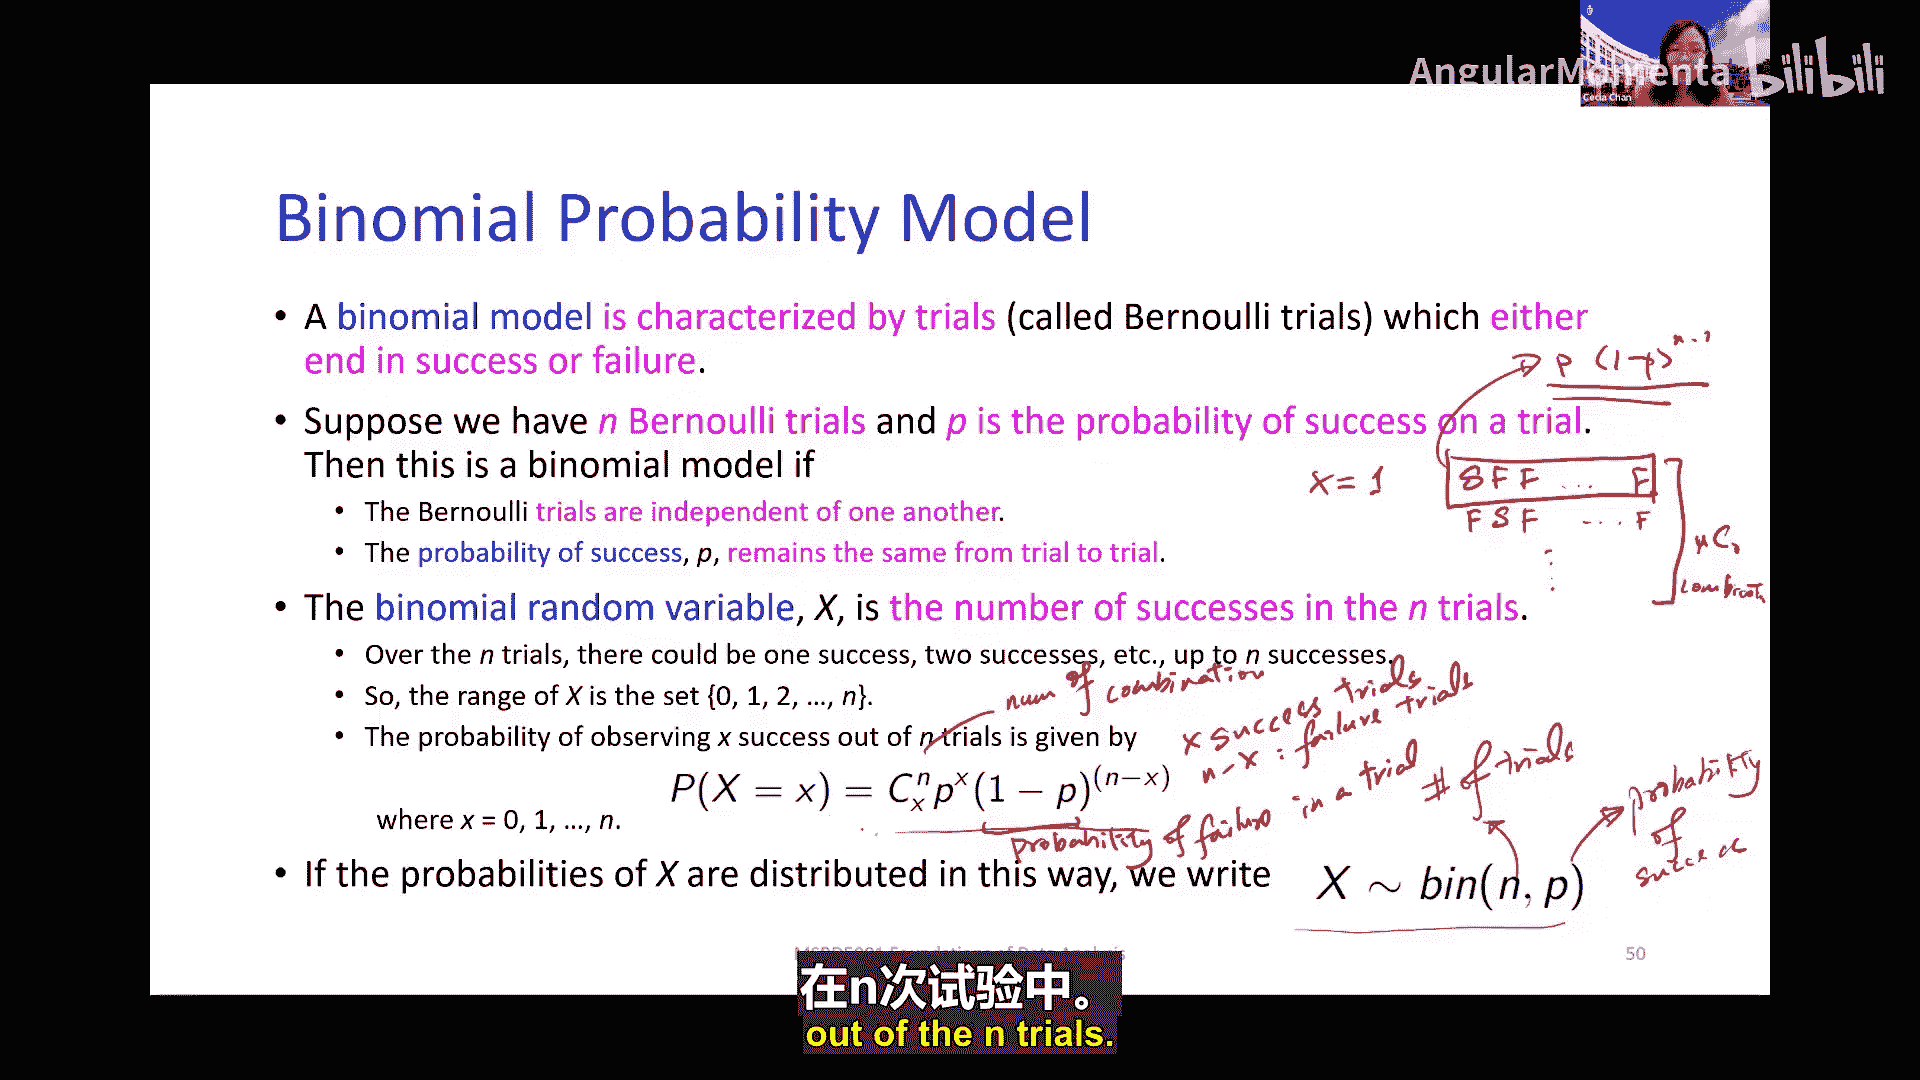 AngularMomenta bilibili
Cecia Chan
Binomial Probability Model
• A binomial model is characterized by trials (called Bernoulli trials) which either
end in success or failure.
p (1-p)^{n-1}
• Suppose we have n Bernoulli trials and p is the probability of success on a trial.
Then this is a binomial model if
X = 1
S F F ... F
F S F ... F
• The Bernoulli trials are independent of one another.
• The probability of success, p, remains the same from trial to trial.
• The binomial random variable, X, is the number of successes in the n trials.
• Over the n trials, there could be one success, two successes, etc., up to n successes.
• So, the range of X is the set {0, 1, 2, …, n}.
num of combination
x success trials
n-x : failure trials
• The probability of observing x success out of n trials is given by
P(X = x) = C_x^n p^x (1 − p)^{(n−x)}
where x = 0, 1, …, n.
probability of failure in a trial
# of trials
probability
of
success
• If the probabilities of X are distributed in this way, we write X ~ bin(n, p)
50
在n次试验中。
out of the n trials.